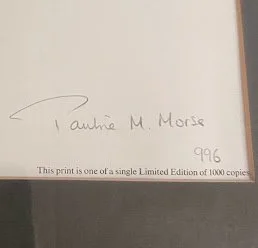 Pauline M. Morse
996
This print is one of a single Limited Edition of 1000 copies